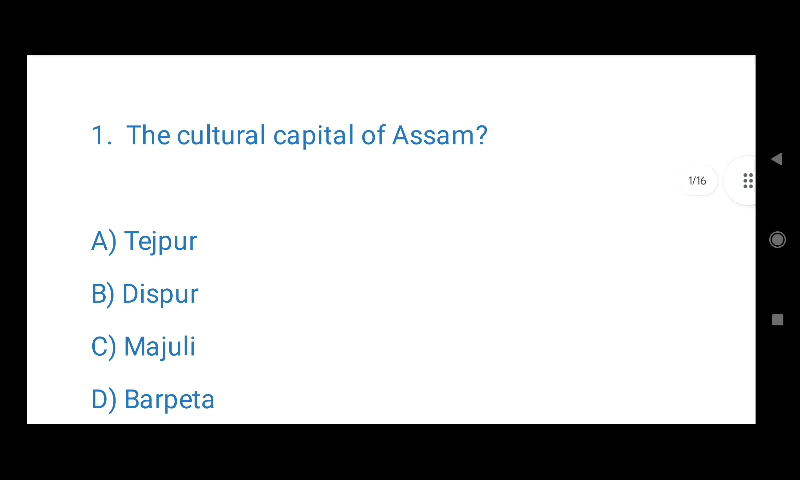 1. The cultural capital of Assam?
1/16
A) Tejpur
B) Dispur
C) Majuli
D) Barpeta